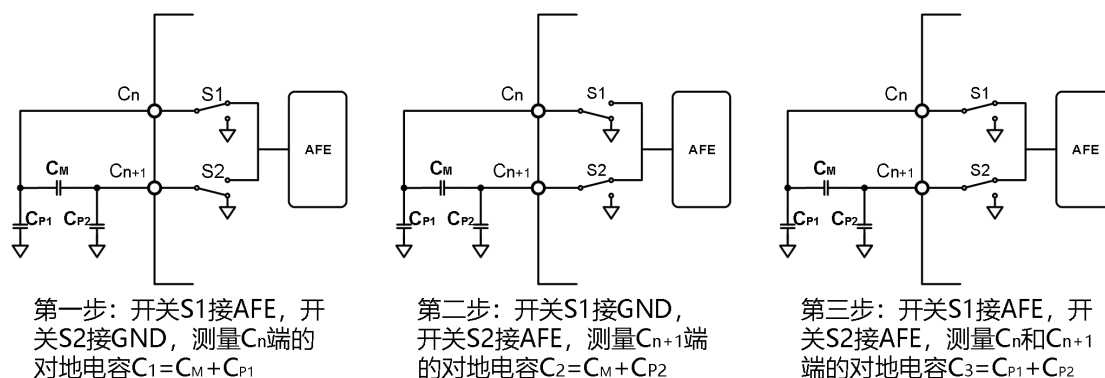 Cn
S1
CM
Cn+1
S2
CP1
CP2
AFE
第一步：开关S1接AFE，开
关S2接GND，测量Cn端的
对地电容C1=CM+CP1
Cn
S1
CM
Cn+1
S2
CP1
CP2
AFE
第二步：开关S1接GND，
开关S2接AFE，测量Cn+1端
的对地电容C2=CM+CP2
Cn
S1
CM
Cn+1
S2
CP1
CP2
AFE
第三步：开关S1接AFE，开
关S2接AFE，测量Cn和Cn+1
端的对地电容C3=CP1+CP2